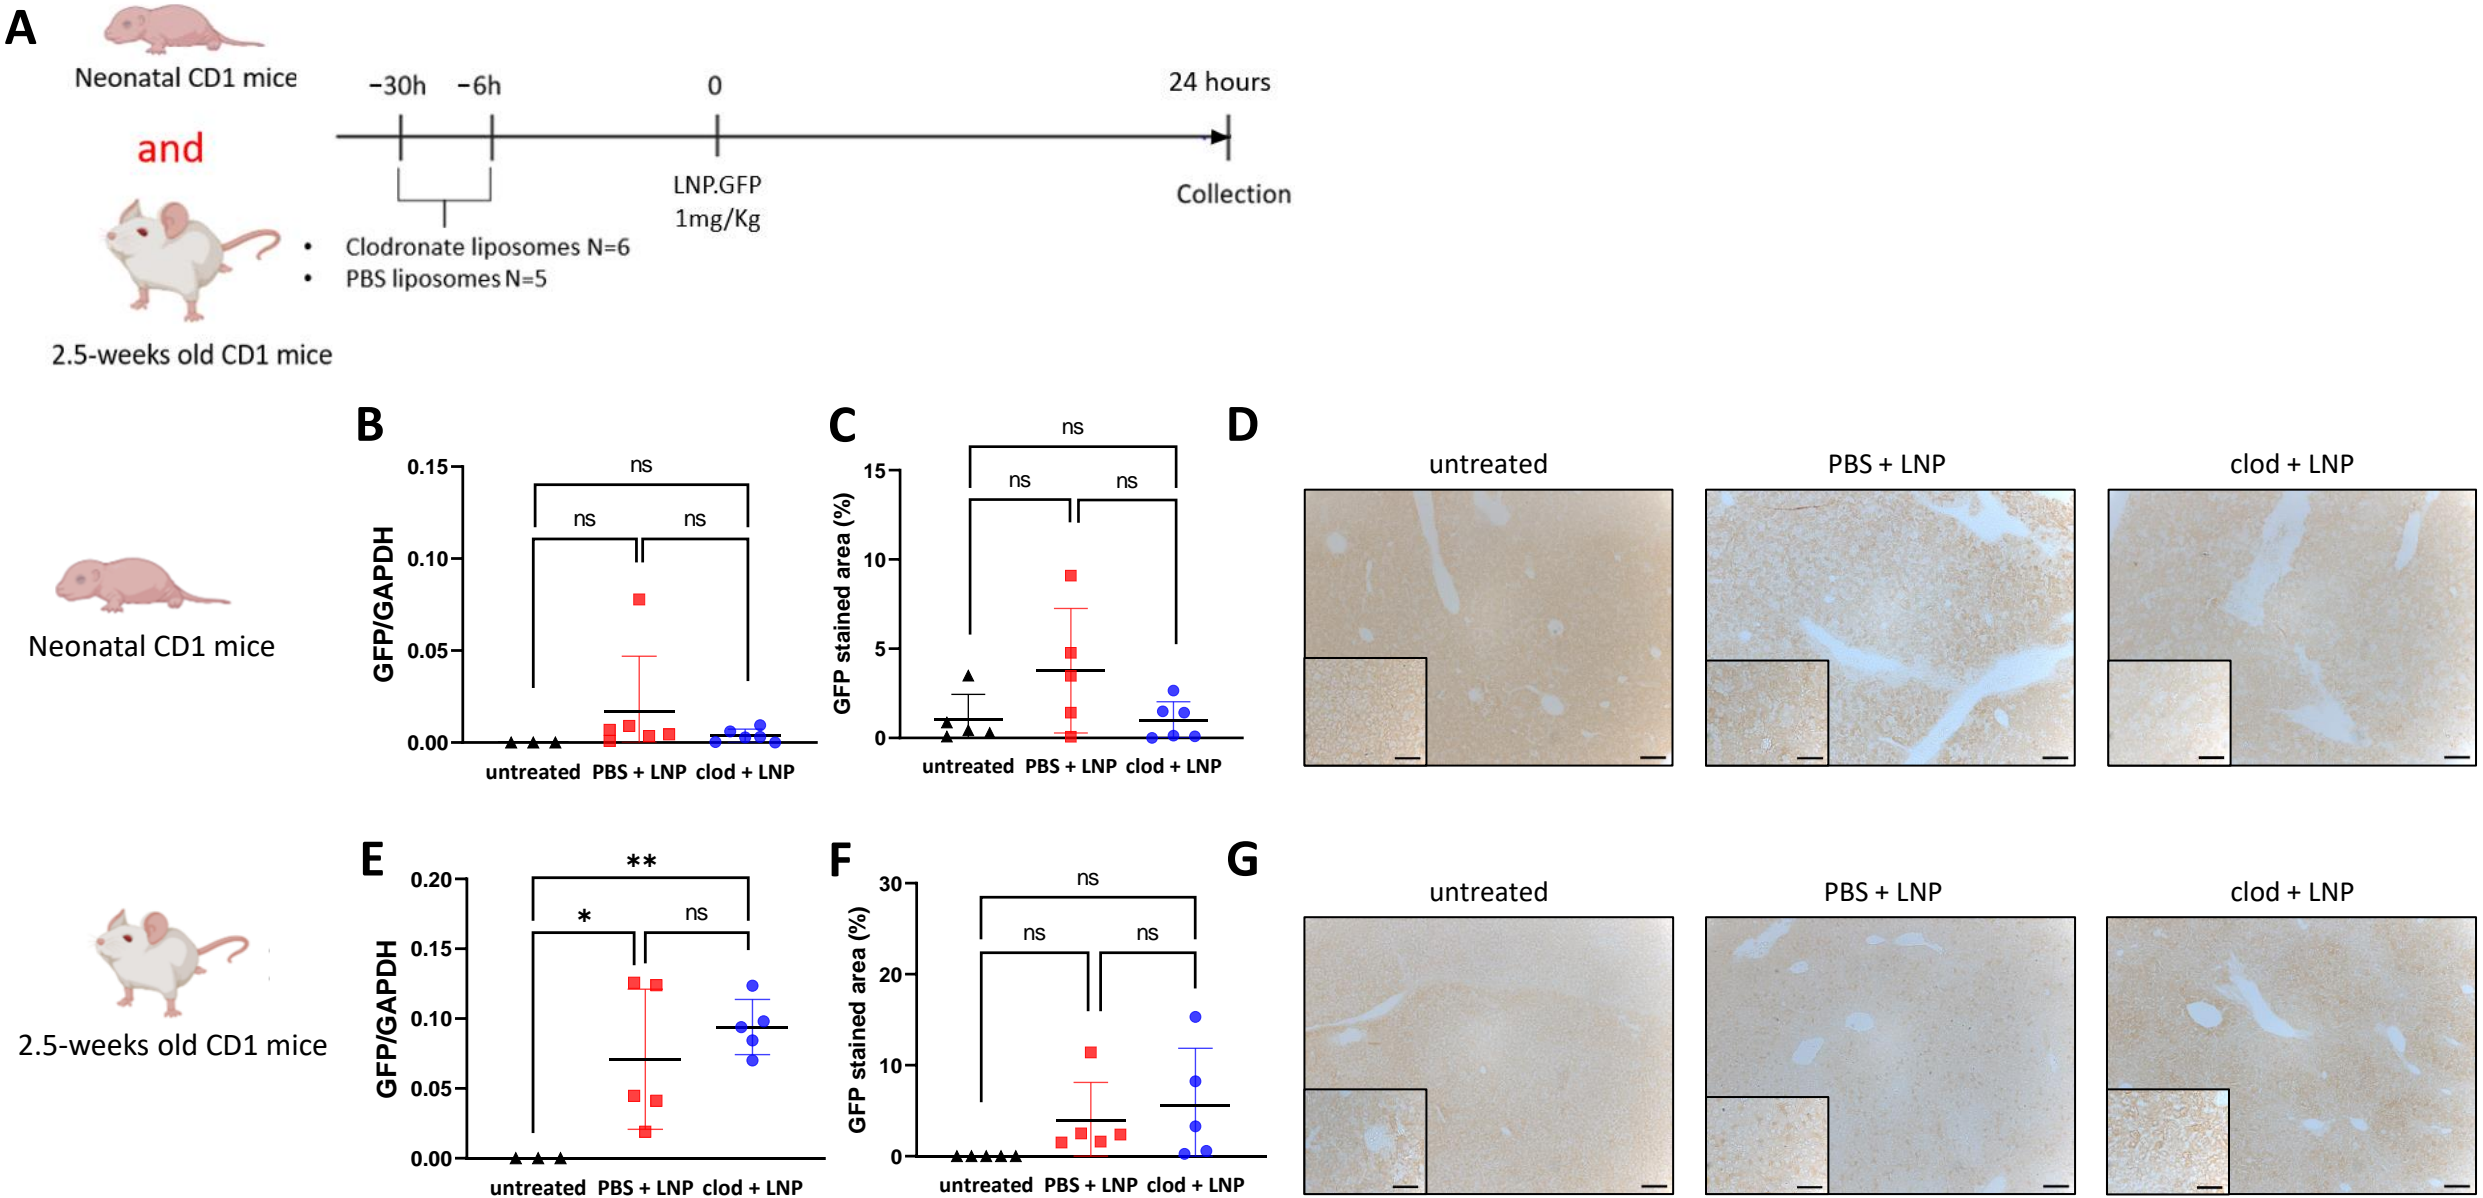 A
Neonatal CD1 mice
and
2.5-weeks old CD1 mice
−30h −6h 0 24 hours
LNP.GFP
1mg/Kg
Collection
• Clodronate liposomes N=6
• PBS liposomes N=5
Neonatal CD1 mice
B
ns
ns ns
GFP/GAPDH
0.15
0.10
0.05
0.00
untreated PBS + LNP clod + LNP
C
ns
ns ns
GFP stained area (%)
15
10
5
0
untreated PBS + LNP clod + LNP
D
untreated PBS + LNP clod + LNP
2.5-weeks old CD1 mice
E
**
* ns
GFP/GAPDH
0.20
0.15
0.10
0.05
0.00
untreated PBS + LNP clod + LNP
F
ns
ns ns
GFP stained area (%)
30
20
10
0
untreated PBS + LNP clod + LNP
G
untreated PBS + LNP clod + LNP